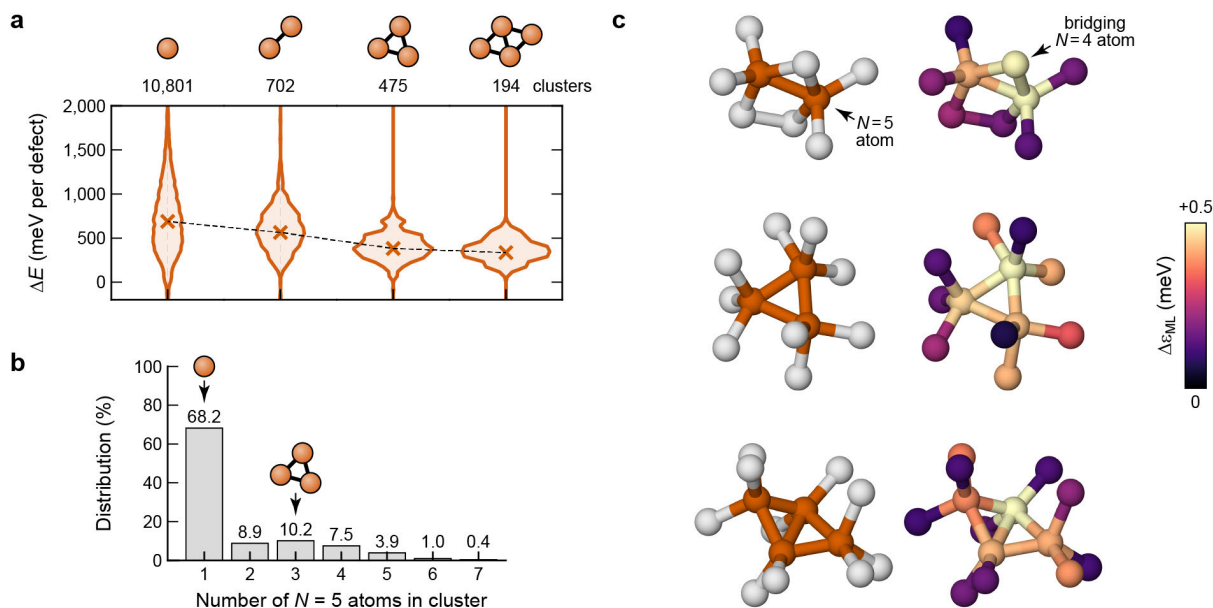 a
10,801 702 475 194 clusters
2,000
1,500
1,000
500
0
ΔE (meV per defect)
b
100
80
60
40
20
0
Distribution (%)
68.2 8.9 10.2 7.5 3.9 1.0 0.4
1 2 3 4 5 6 7
Number of N = 5 atoms in cluster
c
bridging
N = 4 atom
N = 5
atom
+0.5
Δε_ML (meV)
0